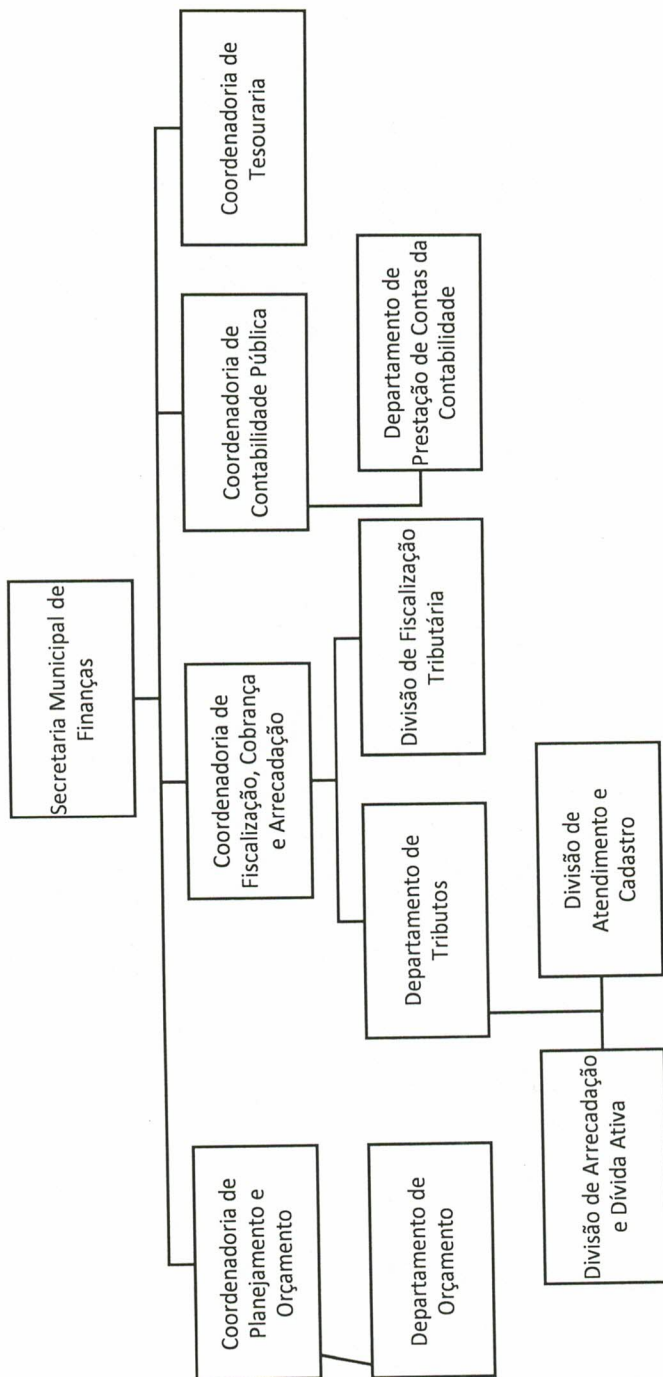 Secretaria Municipal de
Finanças
Coordenadoria de
Planejamento e
Orçamento
Coordenadoria de
Fiscalização, Cobrança
e Arrecadação
Coordenadoria de
Contabilidade Pública
Coordenadoria de
Tesouraria
Departamento de
Orçamento
Departamento de
Tributos
Divisão de Fiscalização
Tributária
Departamento de
Prestação de Contas da
Contabilidade
Divisão de Arrecadação
e Dívida Ativa
Divisão de
Atendimento e
Cadastro